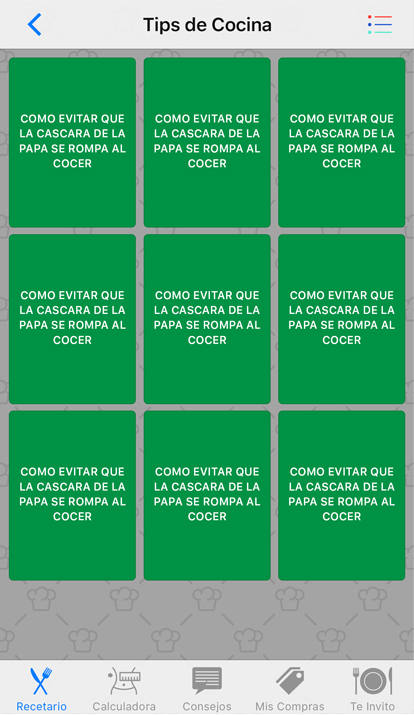 Tips de Cocina
COMO EVITAR QUE
LA CASCARA DE LA
PAPA SE ROMPA AL
COCER
COMO EVITAR QUE
LA CASCARA DE LA
PAPA SE ROMPA AL
COCER
COMO EVITAR QUE
LA CASCARA DE LA
PAPA SE ROMPA AL
COCER
COMO EVITAR QUE
LA CASCARA DE LA
PAPA SE ROMPA AL
COCER
COMO EVITAR QUE
LA CASCARA DE LA
PAPA SE ROMPA AL
COCER
COMO EVITAR QUE
LA CASCARA DE LA
PAPA SE ROMPA AL
COCER
COMO EVITAR QUE
LA CASCARA DE LA
PAPA SE ROMPA AL
COCER
COMO EVITAR QUE
LA CASCARA DE LA
PAPA SE ROMPA AL
COCER
COMO EVITAR QUE
LA CASCARA DE LA
PAPA SE ROMPA AL
COCER
Recetario
Calculadora
Consejos
Mis Compras
Te Invito